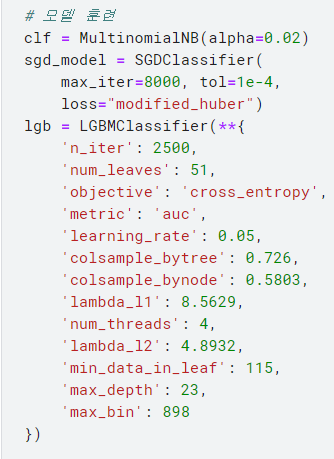 # 모델 훈련
clf = MultinomialNB(alpha=0.02)
sgd_model = SGDClassifier(
    max_iter=8000, tol=1e-4,
    loss="modified_huber")
lgb = LGBMClassifier(**{
    'n_iter': 2500,
    'num_leaves': 51,
    'objective': 'cross_entropy',
    'metric': 'auc',
    'learning_rate': 0.05,
    'colsample_bytree': 0.726,
    'colsample_bynode': 0.5803,
    'lambda_l1': 8.5629,
    'num_threads': 4,
    'lambda_l2': 4.8932,
    'min_data_in_leaf': 115,
    'max_depth': 23,
    'max_bin': 898
})